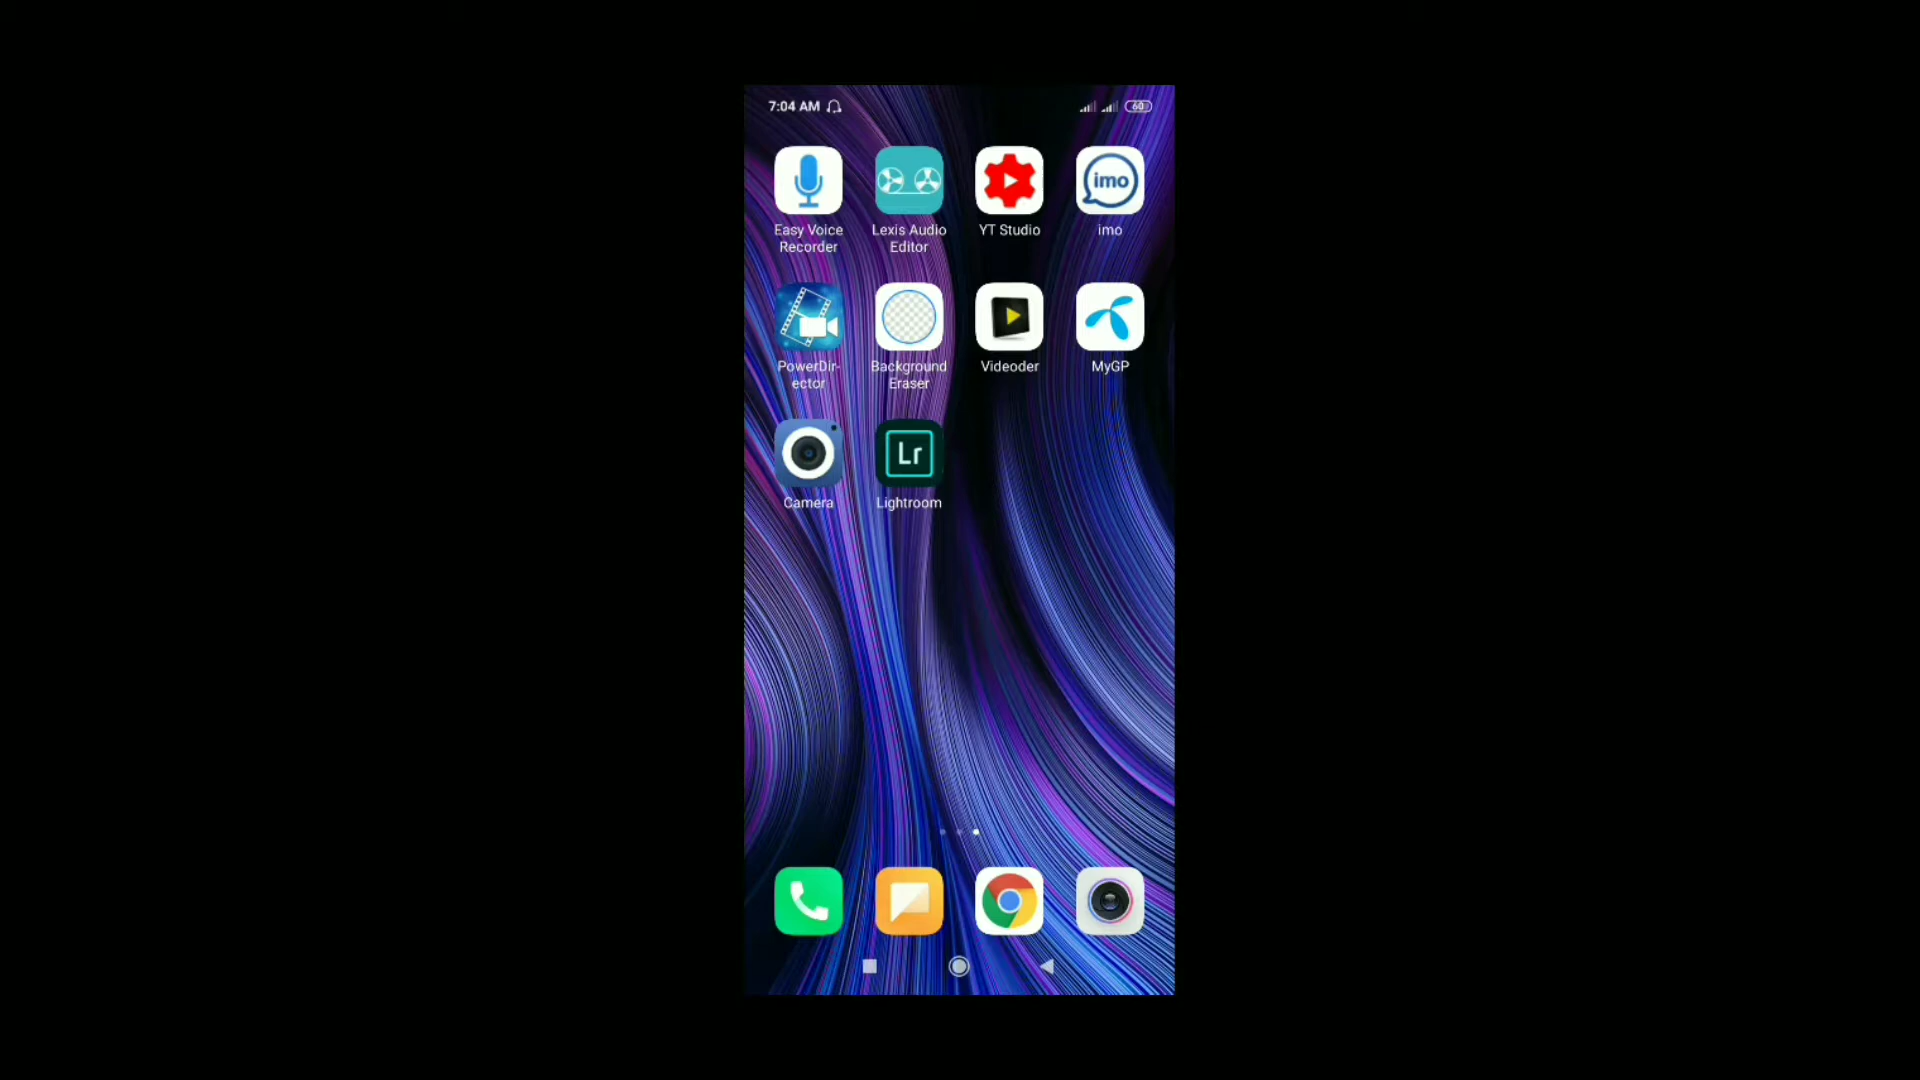 7:04 AM 60
imo
Easy Voice Recorder
Lexis Audio Editor
YT Studio
imo
PowerDir-
ector
Background Eraser
Videoder
MyGP
Lr
Camera
Lightroom